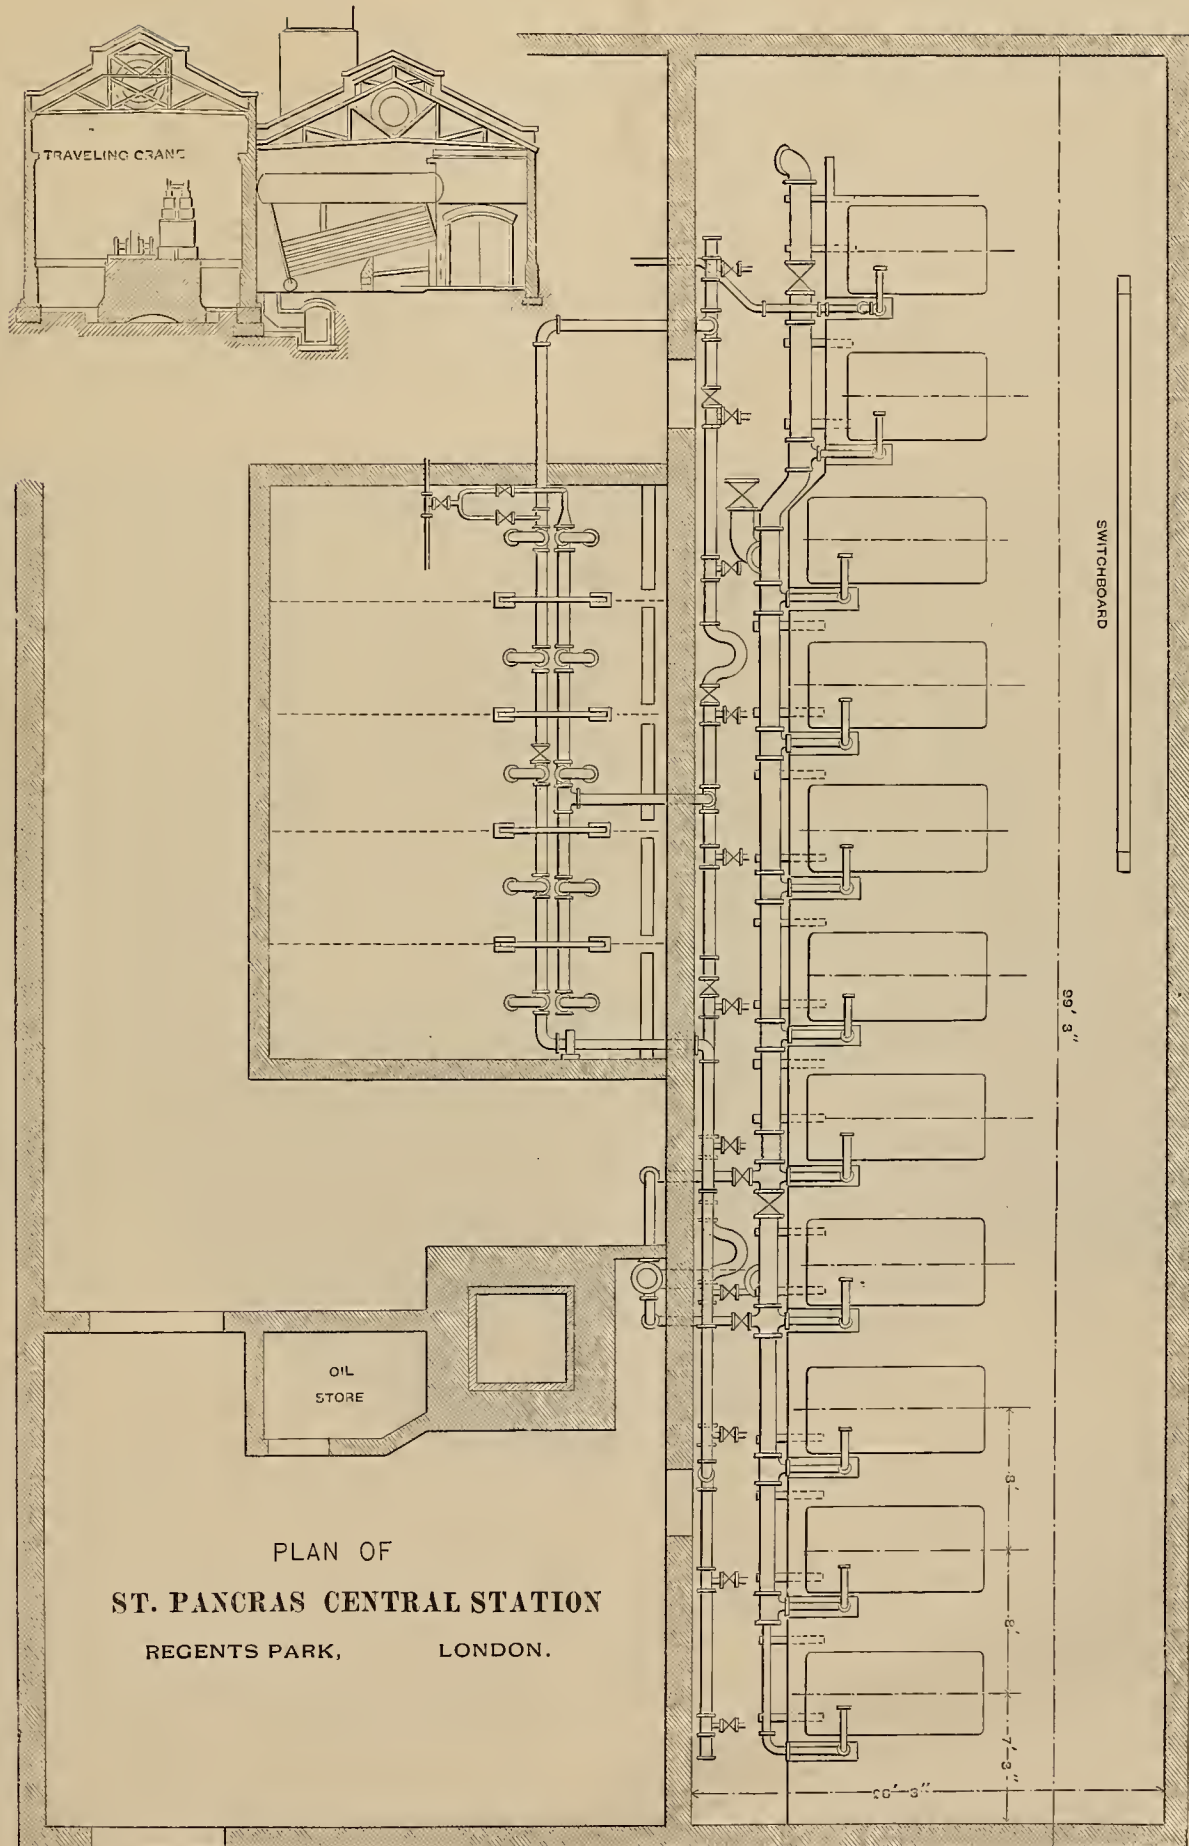 TRAVELING CRANE
SWITCHBOARD
99' 3"
OIL
STORE
8'
PLAN OF
ST. PANCRAS CENTRAL STATION
8'
REGENTS PARK, LONDON.
7'-3"